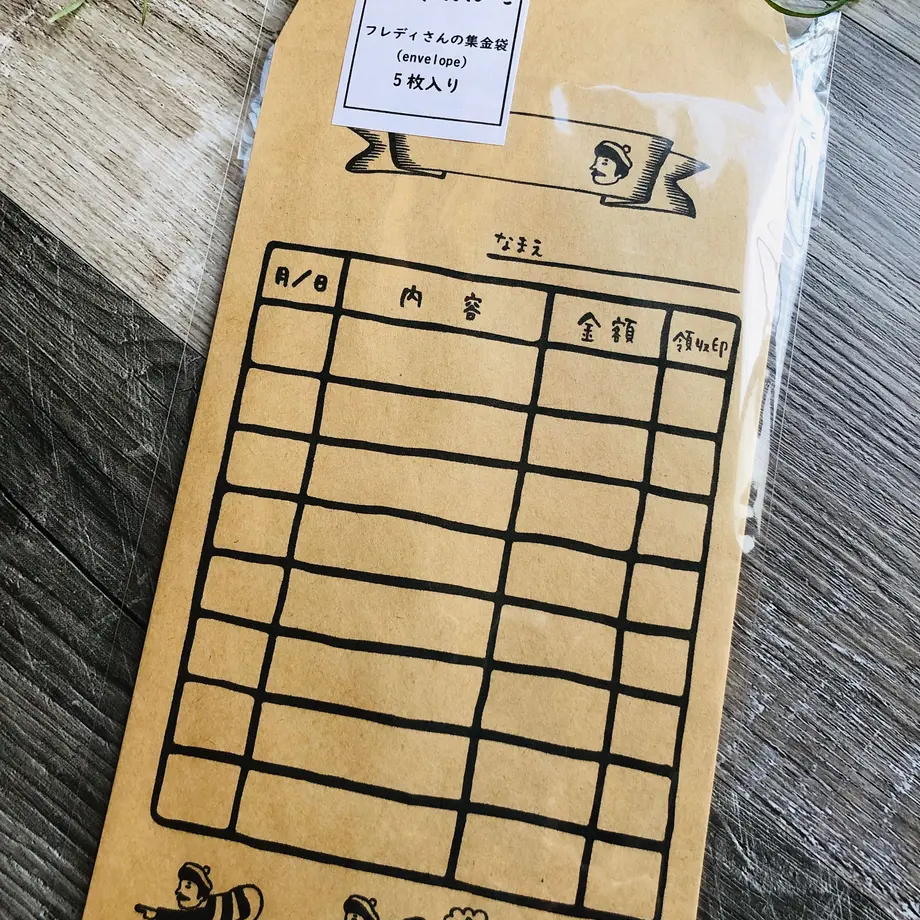 フレディさんの集金袋
(envelope)
5枚入り
なまえ
月/日 内容 金額 領収印